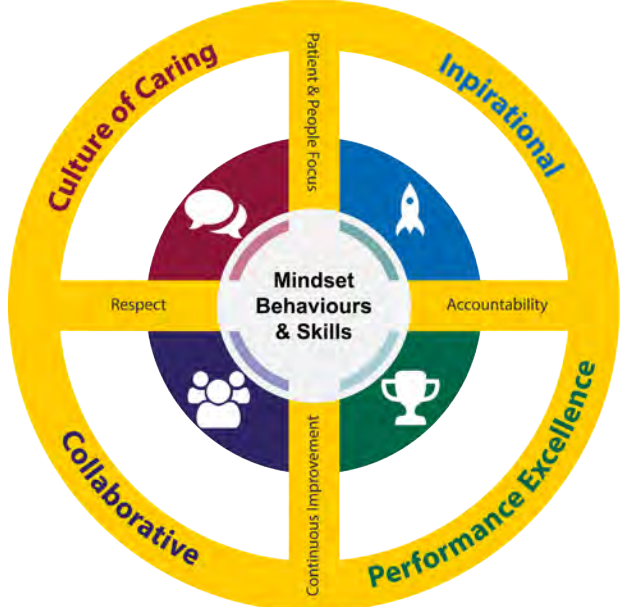 Culture of Caring
Patient & People Focus
Inpirational
Respect
Mindset
Behaviours
& Skills
Accountability
Collaborative
Continuous Improvement
Performance Excellence